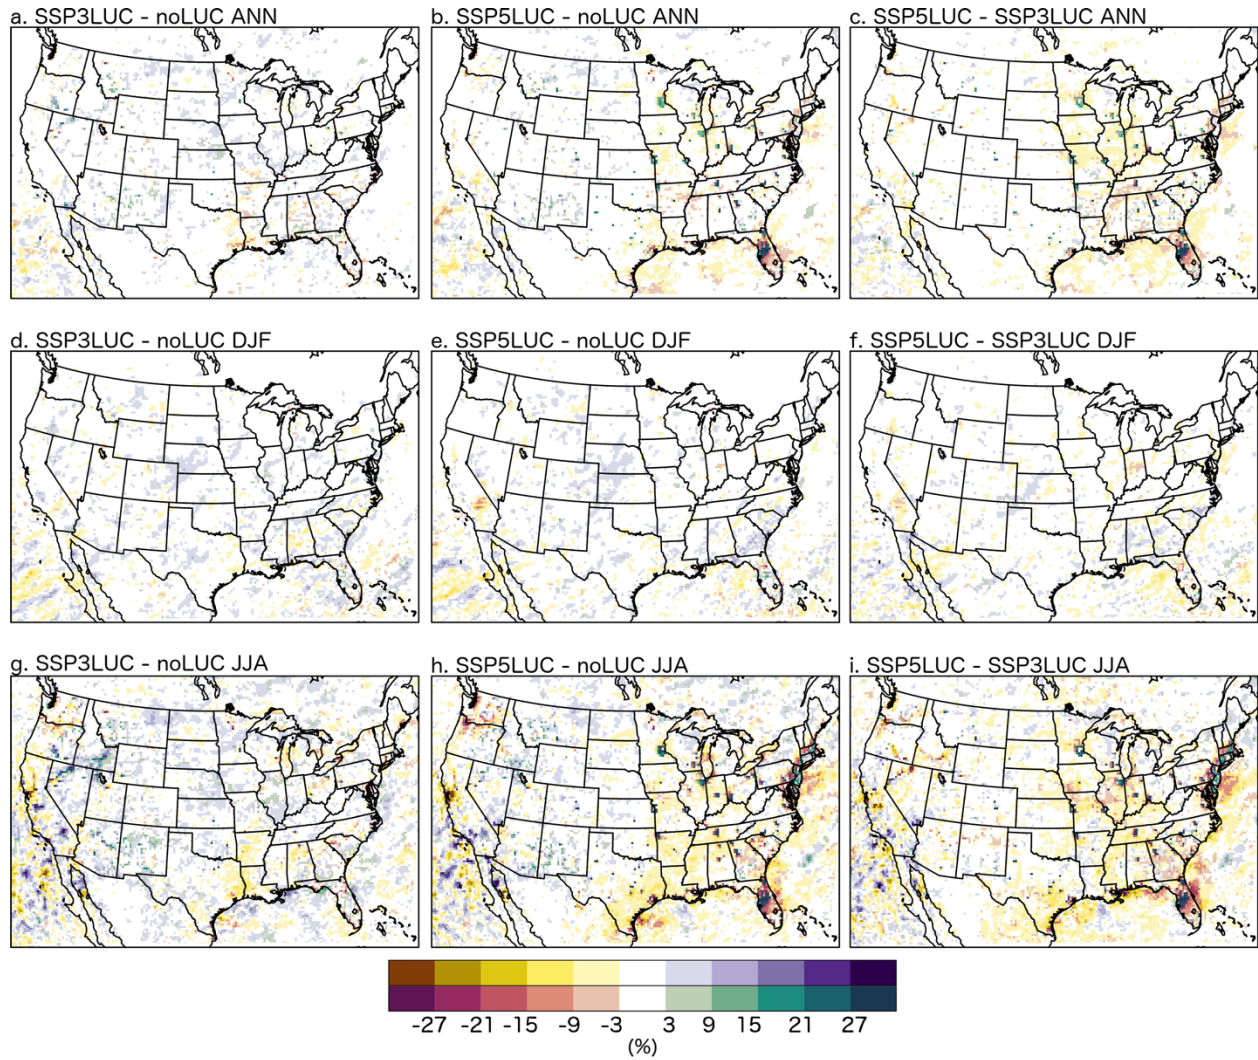 a. SSP3LUC - noLUC ANN
b. SSP5LUC - noLUC ANN
c. SSP5LUC - SSP3LUC ANN
d. SSP3LUC - noLUC DJF
e. SSP5LUC - noLUC DJF
f. SSP5LUC - SSP3LUC DJF
g. SSP3LUC - noLUC JJA
h. SSP5LUC - noLUC JJA
i. SSP5LUC - SSP3LUC JJA
-27 -21 -15 -9 -3 3 9 15 21 27
(%)